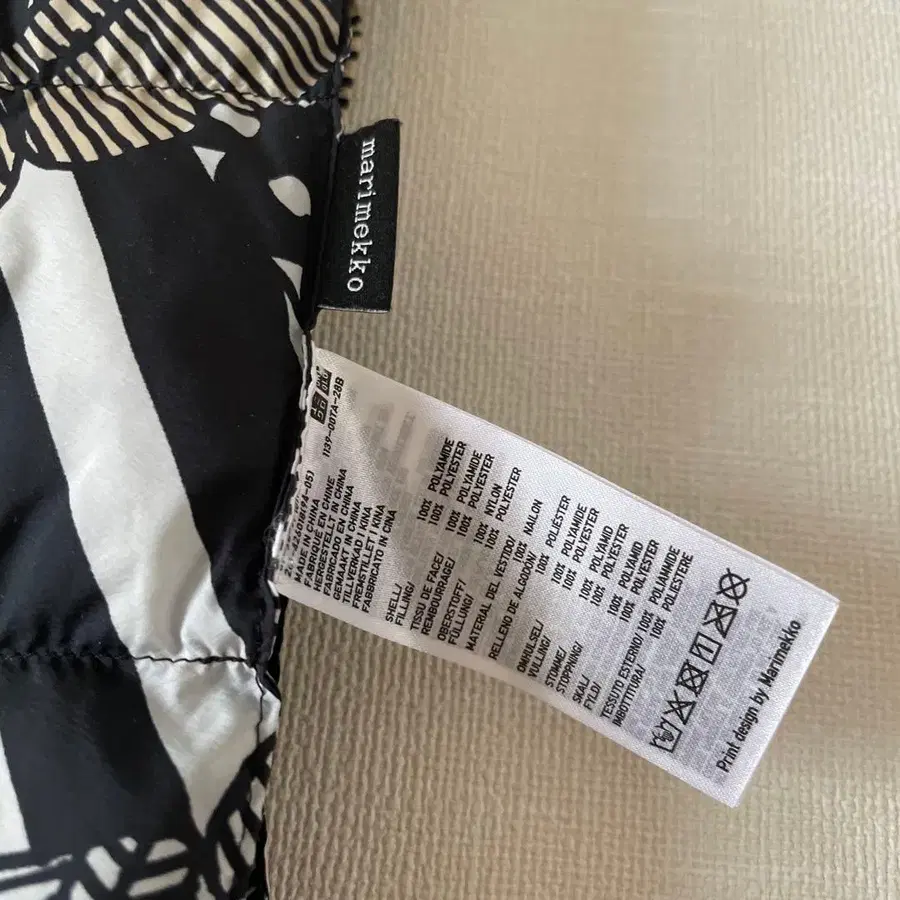 marimekko
UNI QLO
1139-00TA-28B
MADE IN CHINA
FABRIQUE EN CHINE
HERGESTELLT IN CHINA
FABRICADO EN CHINA
GEMAAKT IN CHINA
TILLVERKAD I KINA
FREMSTILLET I KINA
FABBRICATO IN CINA
SHELL/ 100% POLYAMIDE
FILLING/ 100% POLYESTER
TISSU DE FACE/ 100% POLYAMIDE
REMBOURRAGE/ 100% POLYESTER
OBERSTOFF/ 100% NYLON
FÜLLUNG/ 100% POLYESTER
MATERIAL DEL VESTIDO/ 100% NAILON
RELLENO DE ALGODÓN/ 100% POLIÉSTER
OMHULSEL/ 100% POLYAMIDE
VULLING/ 100% POLYESTER
STOMME/ 100% POLYAMID
STOPPNING/ 100% POLYESTER
SKAL/ 100% POLYAMID
FYLD/ 100% POLYESTER
TESSUTO ESTERNO/ 100% POLIAMMIDE
IMBOTTITURA/ 100% POLIESTERE
Print design by Marimekko